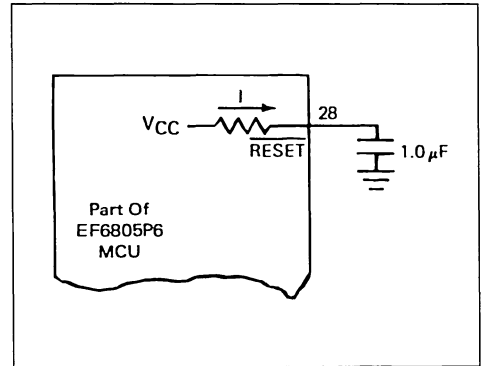 I
VCC
28
RESET
1.0 μF
Part Of
EF6805P6
MCU